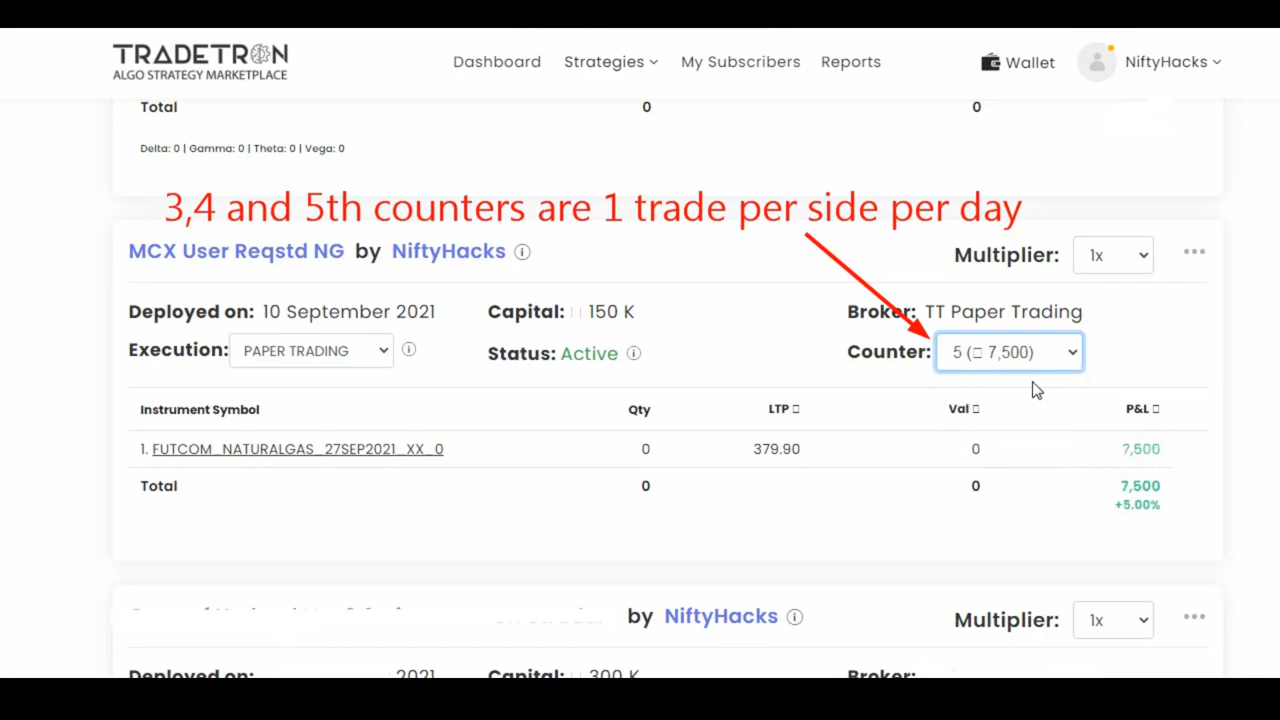 TRADETRON
ALGO STRATEGY MARKETPLACE
Dashboard Strategies My Subscribers Reports Wallet NiftyHacks
Total 0 0
Delta: 0 | Gamma: 0 | Theta: 0 | Vega: 0
3,4 and 5th counters are 1 trade per side per day
MCX User Reqstd NG by NiftyHacks Multiplier: 1x
Deployed on: 10 September 2021 Capital: 150 K Broker: TT Paper Trading
Execution: PAPER TRADING Status: Active Counter: 5 (□ 7,500)
Instrument Symbol Qty LTP □ Val □ P&L □
1. FUTCOM_NATURALGAS_27SEP2021_XX_0 0 379.90 0 7,500
Total 0 0 7,500
+5.00%
by NiftyHacks Multiplier: 1x
Deployed on: 2021 Capital: 300 K Broker: